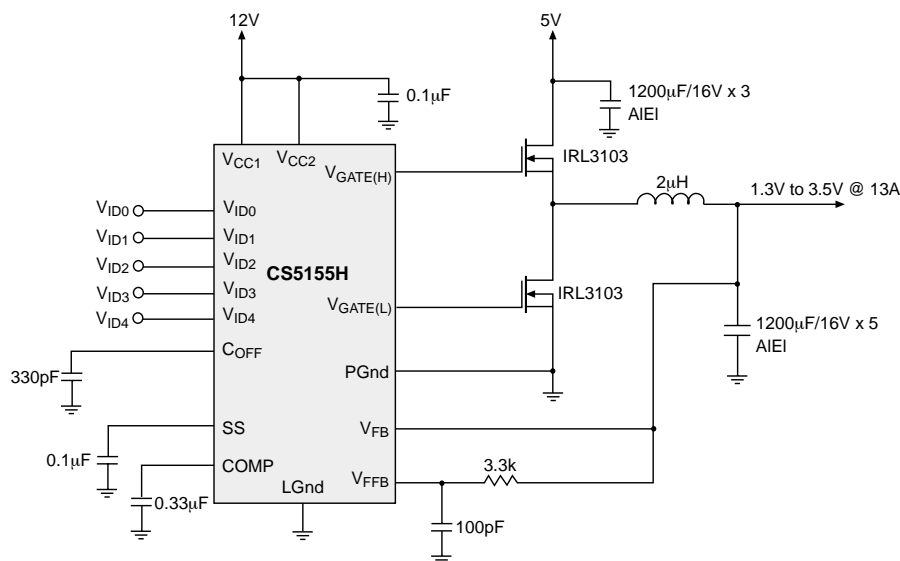 12V
5V
0.1μF
1200μF/16V x 3
AlEl
VCC1
VCC2
IRL3103
VGATE(H)
2μH
1.3V to 3.5V @ 13A
VID0
VID0
VID1
VID1
VID2
VID2
CS5155H
VID3
VID3
VID4
VID4
VGATE(L)
IRL3103
1200μF/16V x 5
AlEl
COFF
330pF
PGnd
SS
VFB
0.1μF
COMP
LGnd
VFFB
3.3k
0.33μF
100pF